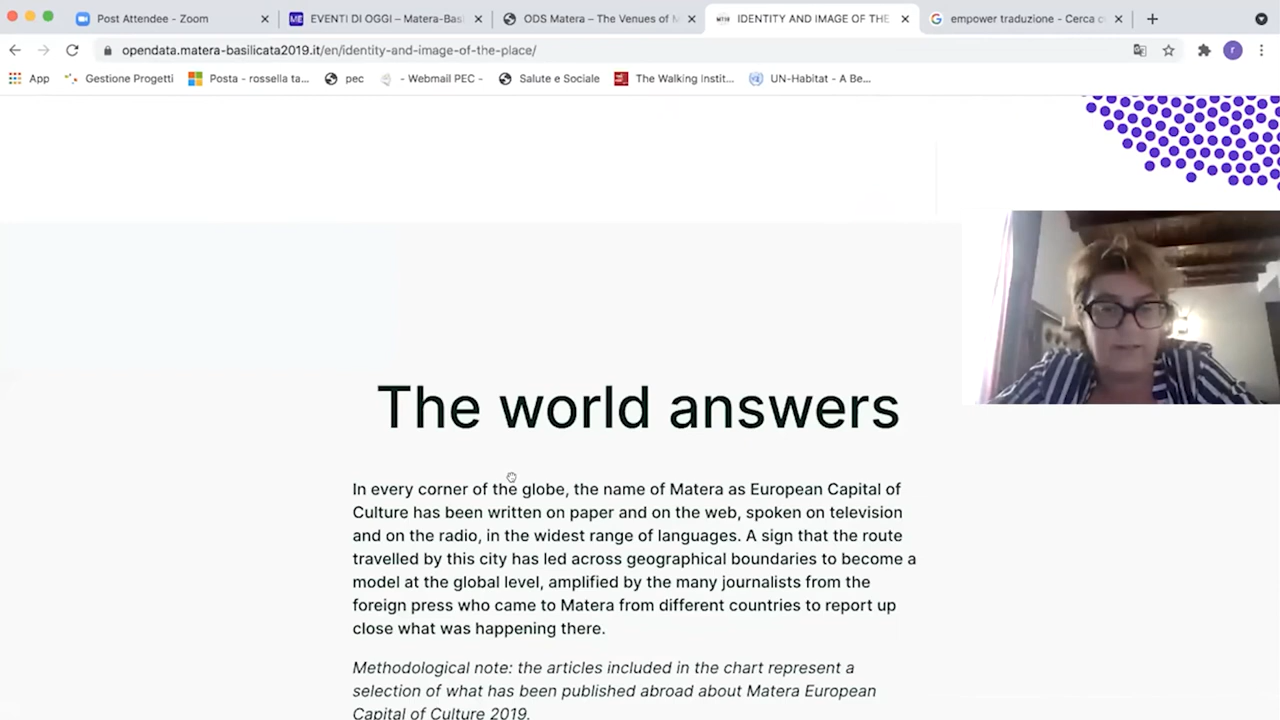 Post Attendee - Zoom
EVENTI DI OGGI – Matera-Basi
ODS Matera – The Venues of M
IDENTITY AND IMAGE OF THE
empower traduzione - Cerca c
opendata.matera-basilicata2019.it/en/identity-and-image-of-the-place/
r
App
Gestione Progetti
Posta - rossella ta...
pec
- Webmail PEC -
Salute e Sociale
The Walking Instit...
UN-Habitat - A Be...
The world answers
In every corner of the globe, the name of Matera as European Capital of
Culture has been written on paper and on the web, spoken on television
and on the radio, in the widest range of languages. A sign that the route
travelled by this city has led across geographical boundaries to become a
model at the global level, amplified by the many journalists from the
foreign press who came to Matera from different countries to report up
close what was happening there.
Methodological note: the articles included in the chart represent a
selection of what has been published abroad about Matera European
Capital of Culture 2019.